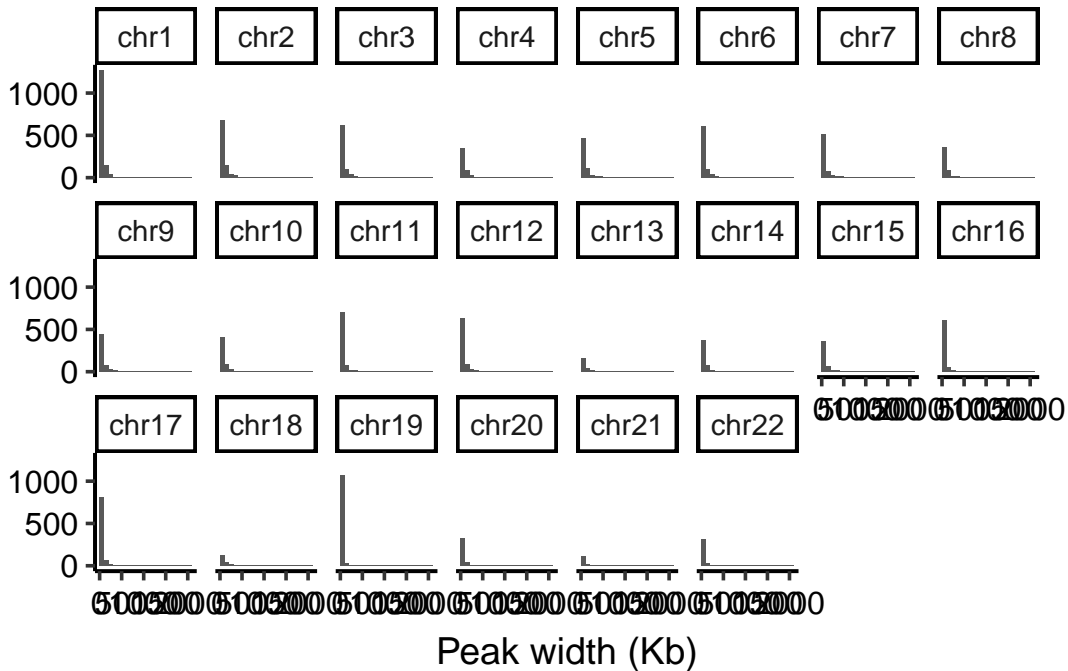 chr1 chr2 chr3 chr4 chr5 chr6 chr7 chr8
1000
500
0
chr9 chr10 chr11 chr12 chr13 chr14 chr15 chr16
1000
500
0
chr17 chr18 chr19 chr20 chr21 chr22
1000
500
0
Peak width (Kb)